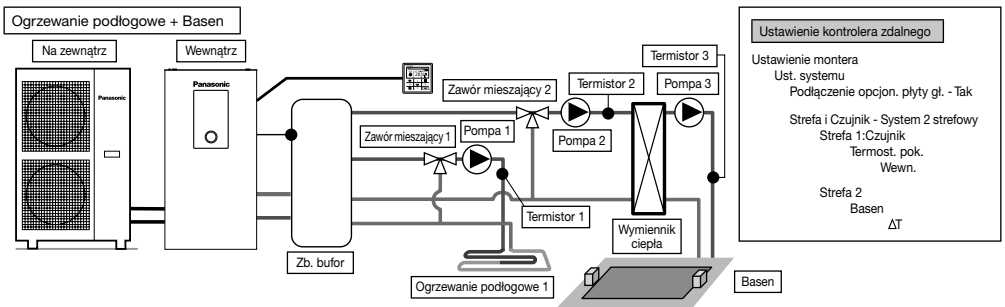 Ogrzewanie podłogowe + Basen
Na zewnątrz
Wewnątrz
Panasonic
Panasonic
Zawór mieszający 2
Termistor 2
Termistor 3
Pompa 3
Zawór mieszający 1
Pompa 1
Pompa 2
Termistor 1
Wymiennik
ciepła
Zb. bufor
Ogrzewanie podłogowe 1
Basen
Ustawienie kontrolera zdalnego
Ustawienie montera
Ust. systemu
Podłączenie opcjon. płyty gł. - Tak
Strefa i Czujnik - System 2 strefowy
Strefa 1:Czujnik
Termost. pok.
Wewn.
Strefa 2
Basen
ΔT